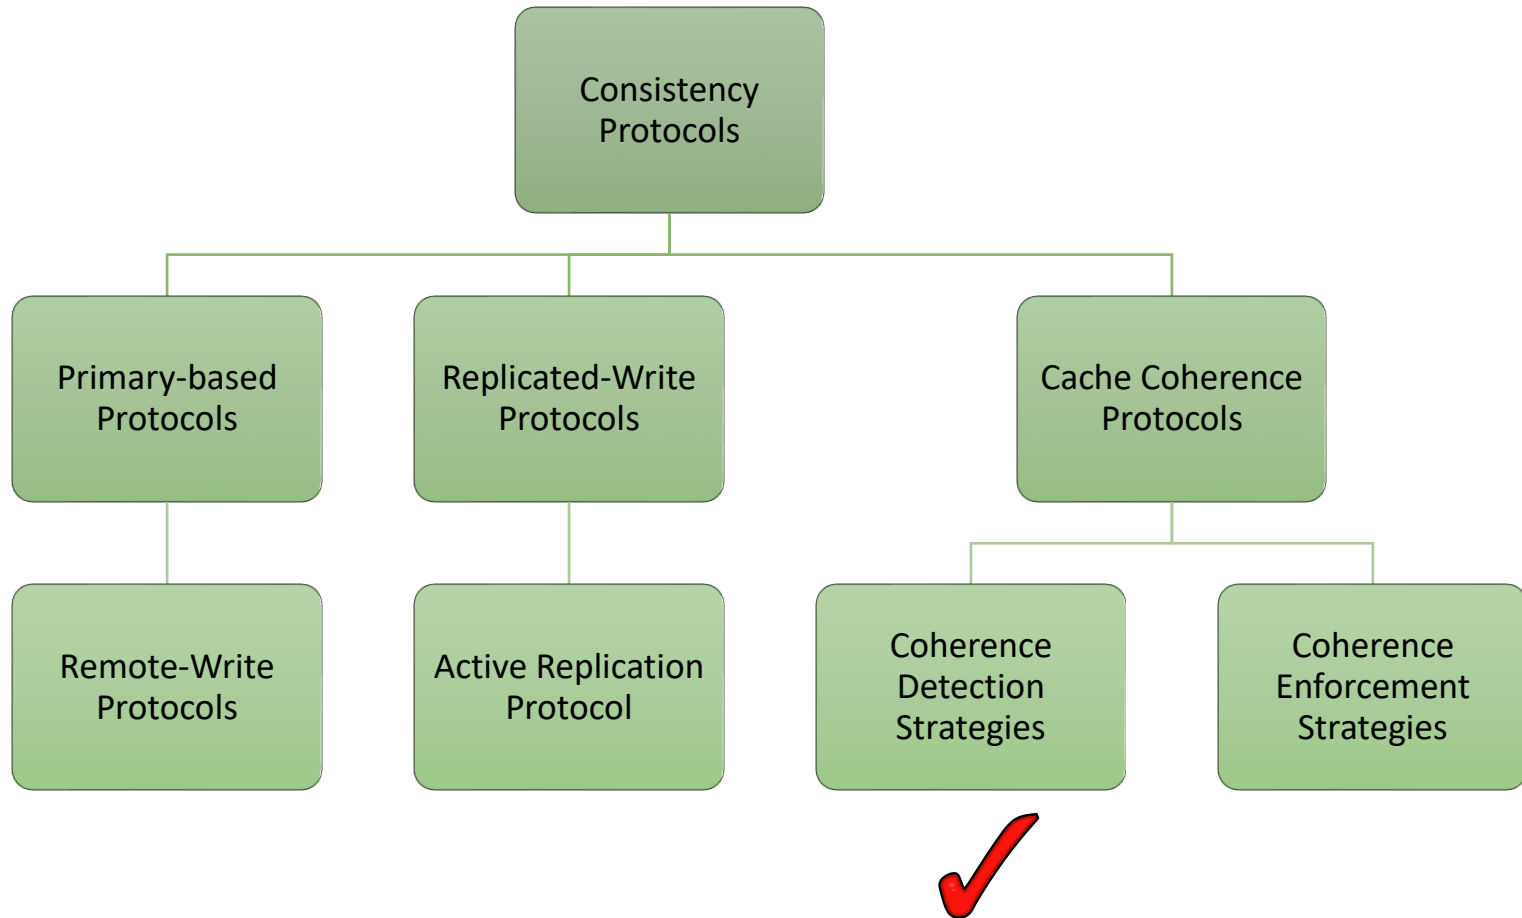 Consistency
Protocols
Primary-based
Protocols
Replicated-Write
Protocols
Cache Coherence
Protocols
Remote-Write
Protocols
Active Replication
Protocol
Coherence
Detection
Strategies
Coherence
Enforcement
Strategies